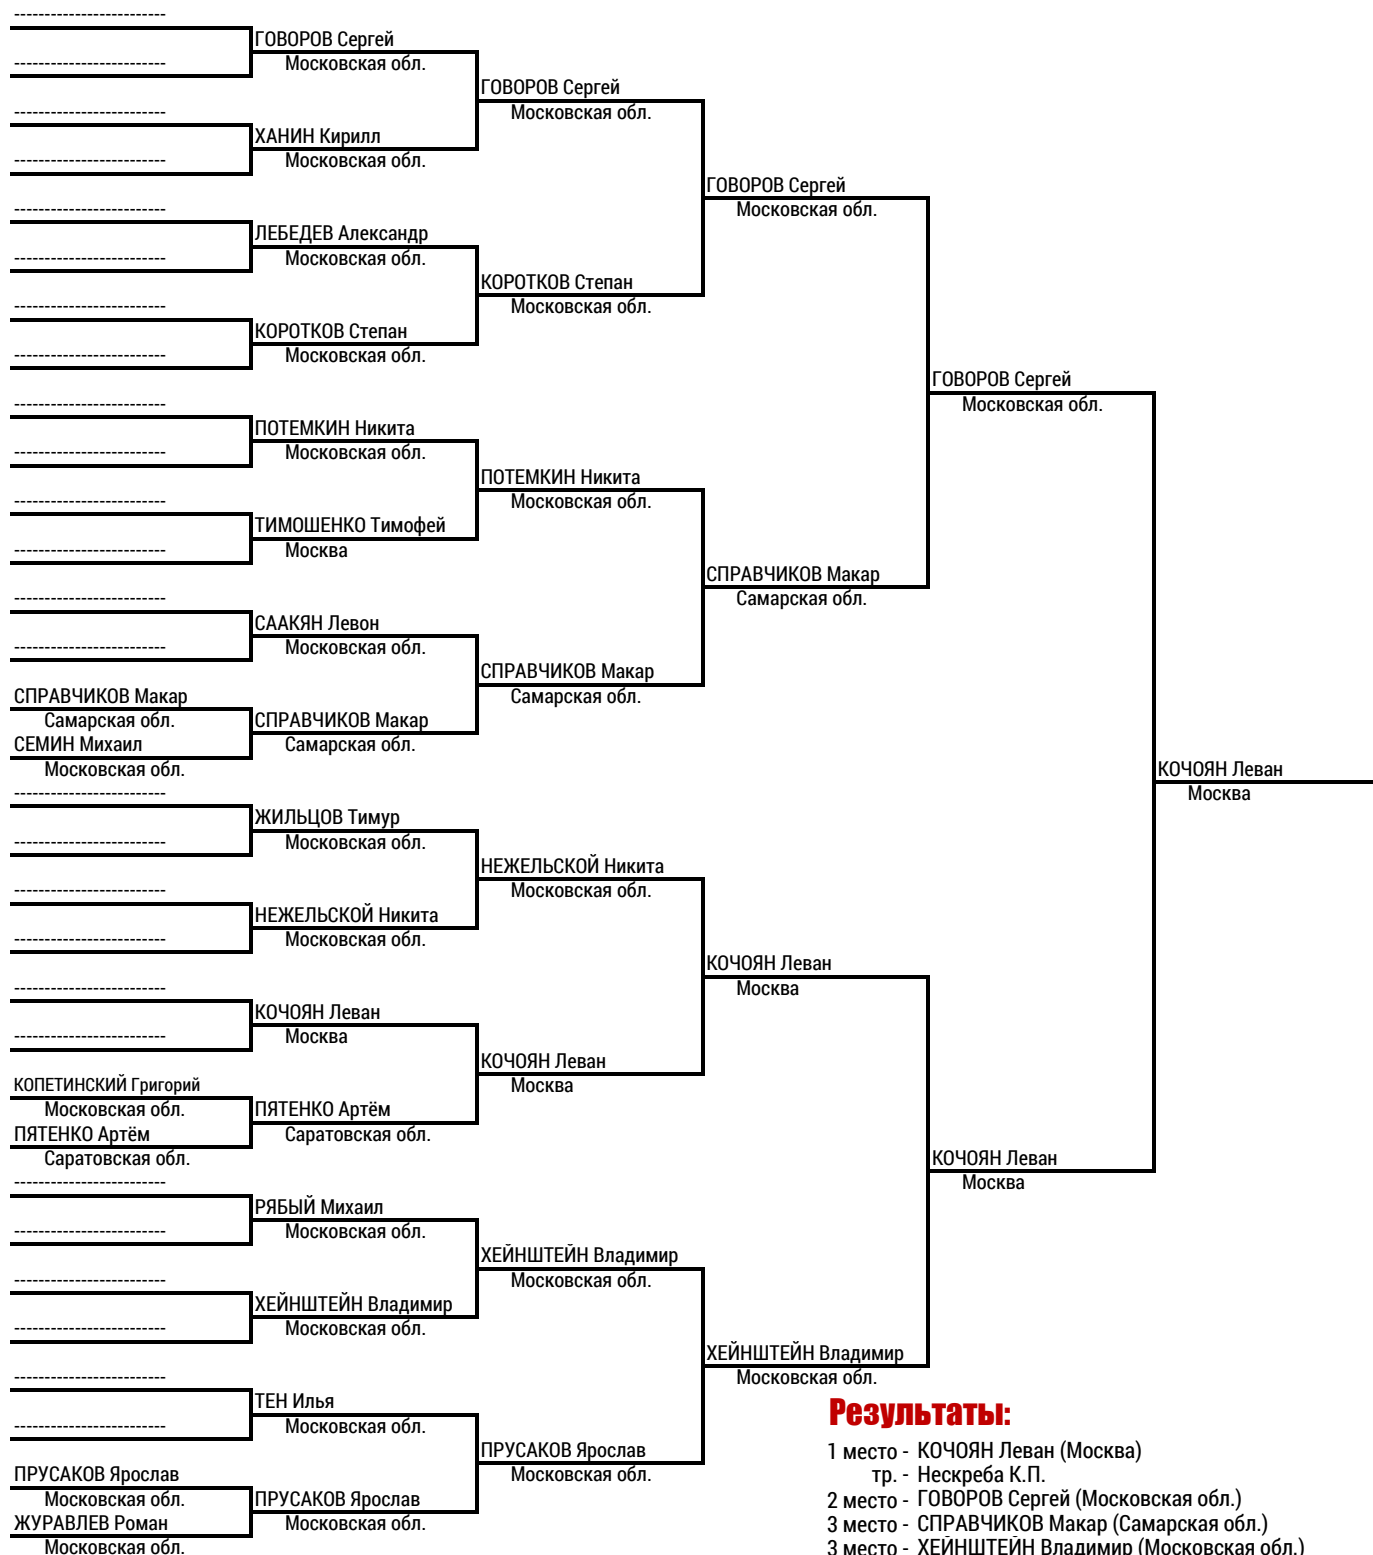 -------------------------
ГОВОРОВ Сергей
-------------------------
Московская обл.
ГОВОРОВ Сергей
-------------------------
Московская обл.
ХАНИН Кирилл
-------------------------
Московская обл.
ГОВОРОВ Сергей
-------------------------
Московская обл.
ЛЕБЕДЕВ Александр
-------------------------
Московская обл.
КОРОТКОВ Степан
-------------------------
Московская обл.
КОРОТКОВ Степан
-------------------------
Московская обл.
ГОВОРОВ Сергей
-------------------------
Московская обл.
ПОТЕМКИН Никита
-------------------------
Московская обл.
ПОТЕМКИН Никита
-------------------------
Московская обл.
ТИМОШЕНКО Тимофей
-------------------------
Москва
СПРАВЧИКОВ Макар
-------------------------
Самарская обл.
СААКЯН Левон
-------------------------
Московская обл.
СПРАВЧИКОВ Макар
СПРАВЧИКОВ Макар
Самарская обл.
Самарская обл.
СПРАВЧИКОВ Макар
СЕМИН Михаил
Самарская обл.
Московская обл.
КОЧОЯН Леван
-------------------------
Москва
ЖИЛЬЦОВ Тимур
-------------------------
Московская обл.
НЕЖЕЛЬСКОЙ Никита
-------------------------
Московская обл.
НЕЖЕЛЬСКОЙ Никита
-------------------------
Московская обл.
КОЧОЯН Леван
-------------------------
Москва
КОЧОЯН Леван
-------------------------
Москва
КОЧОЯН Леван
КОПЕТИНСКИЙ Григорий
Москва
Московская обл.
ПЯТЕНКО Артём
ПЯТЕНКО Артём
Саратовская обл.
Саратовская обл.
КОЧОЯН Леван
-------------------------
Москва
РЯБЫЙ Михаил
-------------------------
Московская обл.
ХЕЙНШТЕЙН Владимир
-------------------------
Московская обл.
ХЕЙНШТЕЙН Владимир
-------------------------
Московская обл.
ХЕЙНШТЕЙН Владимир
-------------------------
Московская обл.
ТЕН Илья
-------------------------
Московская обл.
ПРУСАКОВ Ярослав
ПРУСАКОВ Ярослав
Московская обл.
Московская обл.
ПРУСАКОВ Ярослав
ЖУРАВЛЕВ Роман
Московская обл.
Московская обл.
Результаты:
1 место - КОЧОЯН Леван (Москва)
тр. - Нескреба К.П.
2 место - ГОВОРОВ Сергей (Московская обл.)
3 место - СПРАВЧИКОВ Макар (Самарская обл.)
3 место - ХЕЙНШТЕЙН Владимир (Московская обл.)